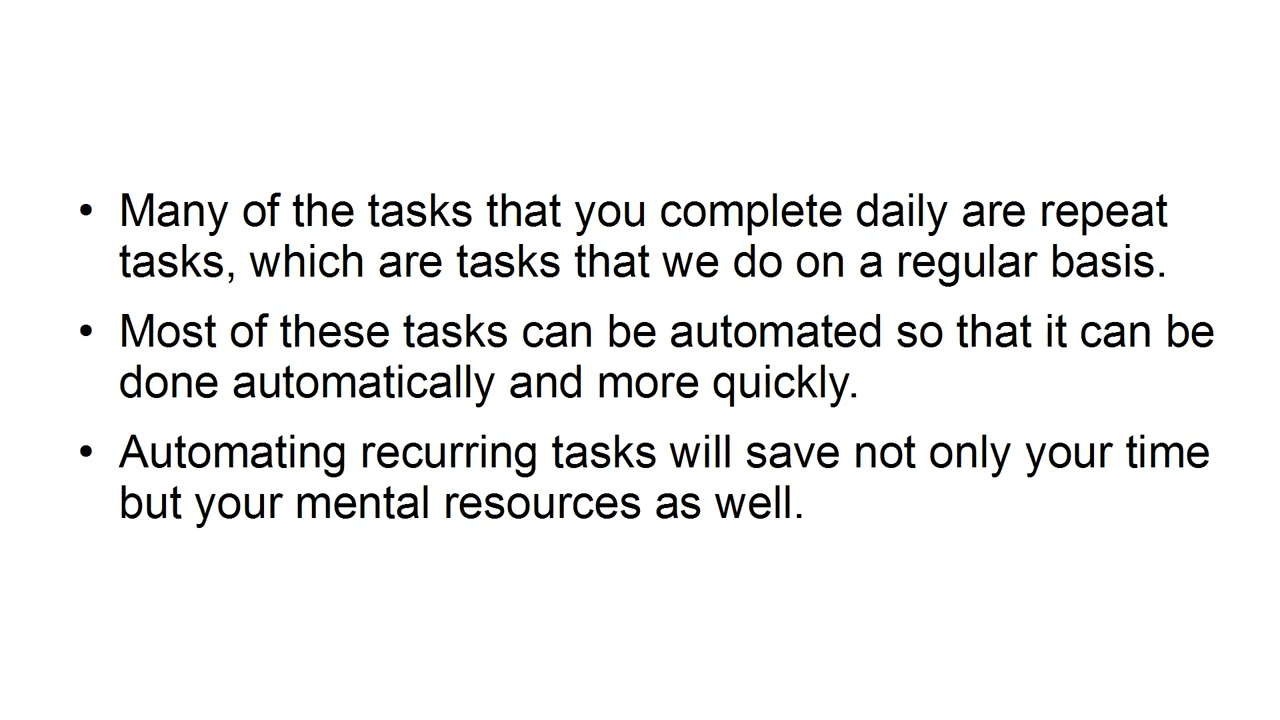 • Many of the tasks that you complete daily are repeat
tasks, which are tasks that we do on a regular basis.
• Most of these tasks can be automated so that it can be
done automatically and more quickly.
• Automating recurring tasks will save not only your time
but your mental resources as well.